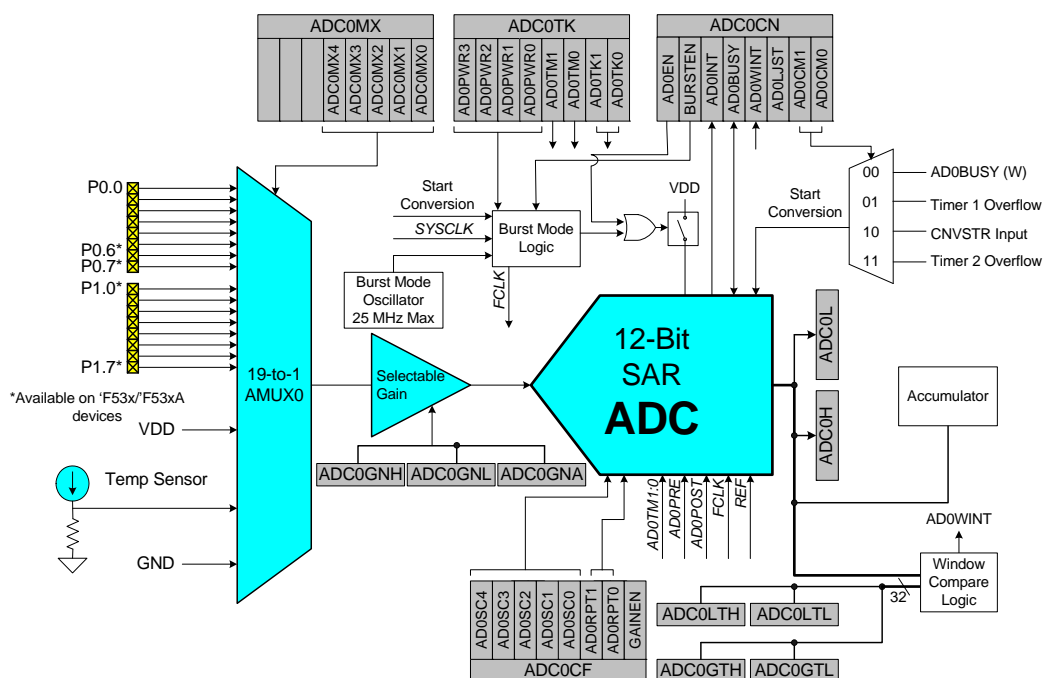 ADC0MX
ADC0MX4
ADC0MX3
ADC0MX2
ADC0MX1
ADC0MX0
ADC0TK
AD0PWR3
AD0PWR2
AD0PWR1
AD0PWR0
AD0TM1
AD0TM0
AD0TK1
AD0TK0
ADC0CN
AD0EN
BURSTEN
AD0INT
AD0BUSY
AD0WINT
AD0LJST
AD0CM1
AD0CM0
P0.0
P0.6*
P0.7*
P1.0*
P1.7*
*Available on ‘F53x/’F53xA
devices
VDD
Temp Sensor
GND
19-to-1
AMUX0
Start
Conversion
SYSCLK
Burst Mode
Logic
Burst Mode
Oscillator
25 MHz Max
FCLK
VDD
Start
Conversion
00
01
10
11
AD0BUSY (W)
Timer 1 Overflow
CNVSTR Input
Timer 2 Overflow
Selectable
Gain
ADC0GNH
ADC0GNL
ADC0GNA
12-Bit
SAR
ADC
ADC0L
ADC0H
Accumulator
AD0TM1:0
AD0PRE
AD0POST
FCLK
REF
AD0WINT
Window
Compare
Logic
32
ADC0LTH
ADC0LTL
ADC0GTH
ADC0GTL
AD0SC4
AD0SC3
AD0SC2
AD0SC1
AD0SC0
AD0RPT1
AD0RPT0
GAINEN
ADC0CF